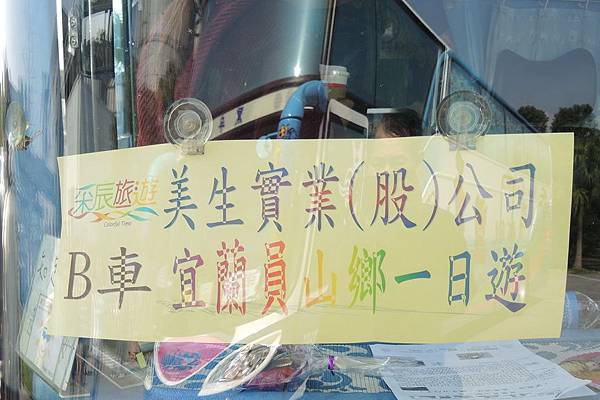 采辰旅遊 美生實業(股)公司
Colorful Time
B車 宜蘭員山鄉一日遊